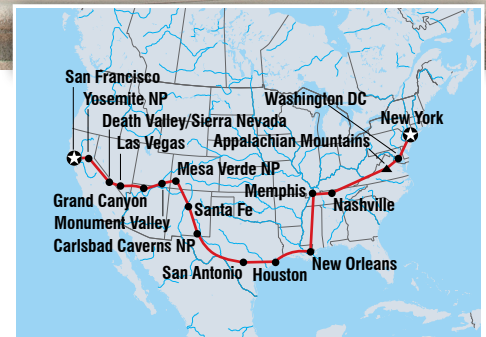 San Francisco
Yosemite NP
Death Valley/Sierra Nevada
Las Vegas
Mesa Verde NP
Washington DC
New York
Appalachian Mountains
Memphis
Nashville
Grand Canyon
Santa Fe
Monument Valley
Carlsbad Caverns NP
San Antonio
Houston
New Orleans